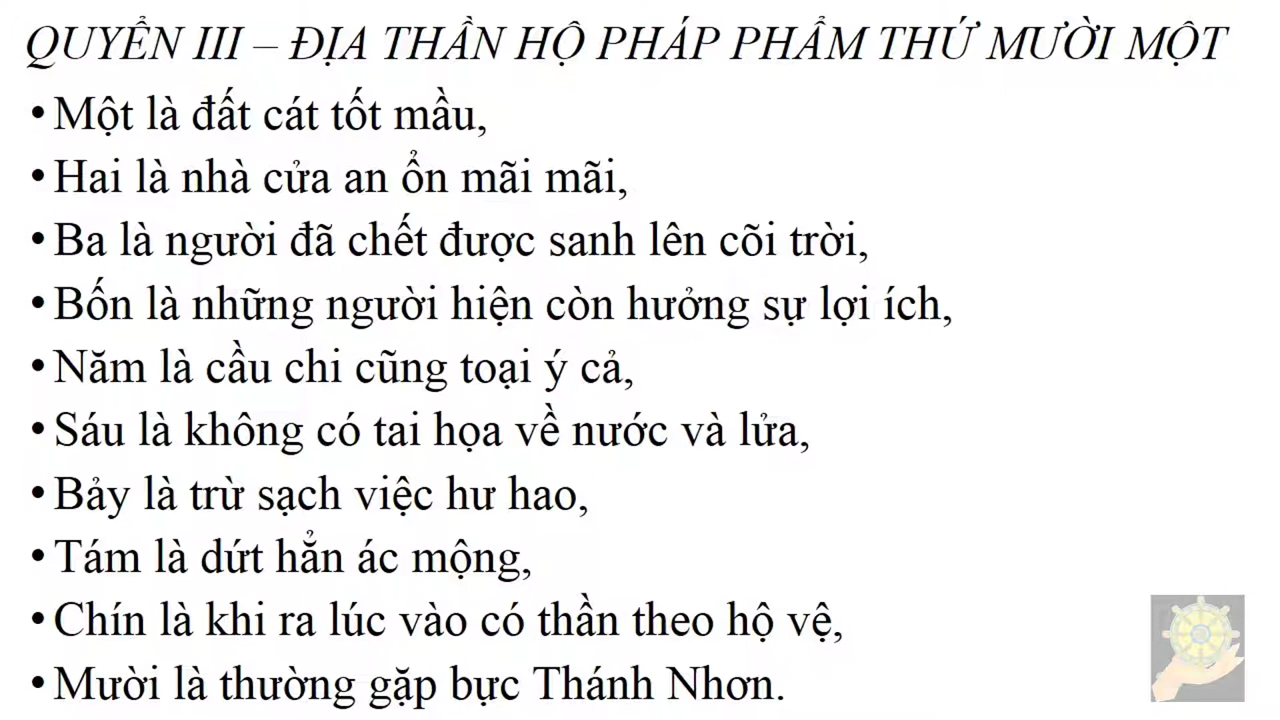 QUYỂN III – ĐỊA THẦN HỘ PHÁP PHẨM THỨ MƯỜI MỘT
• Một là đất cát tốt mầu,
• Hai là nhà cửa an ổn mãi mãi,
• Ba là người đã chết được sanh lên cõi trời,
• Bốn là những người hiện còn hưởng sự lợi ích,
• Năm là cầu chi cũng toại ý cả,
• Sáu là không có tai họa về nước và lửa,
• Bảy là trừ sạch việc hư hao,
• Tám là dứt hẳn ác mộng,
• Chín là khi ra lúc vào có thần theo hộ vệ,
• Mười là thường gặp bực Thánh Nhơn.